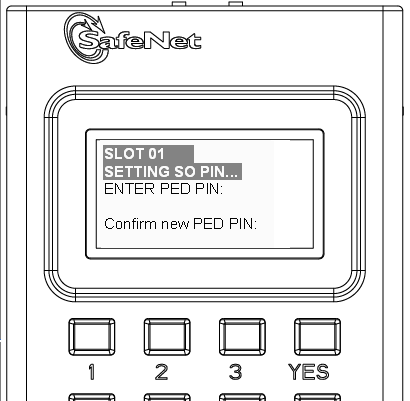 SafeNet
SLOT 01
SETTING SO PIN...
ENTER PED PIN:
Confirm new PED PIN:
1 2 3 YES